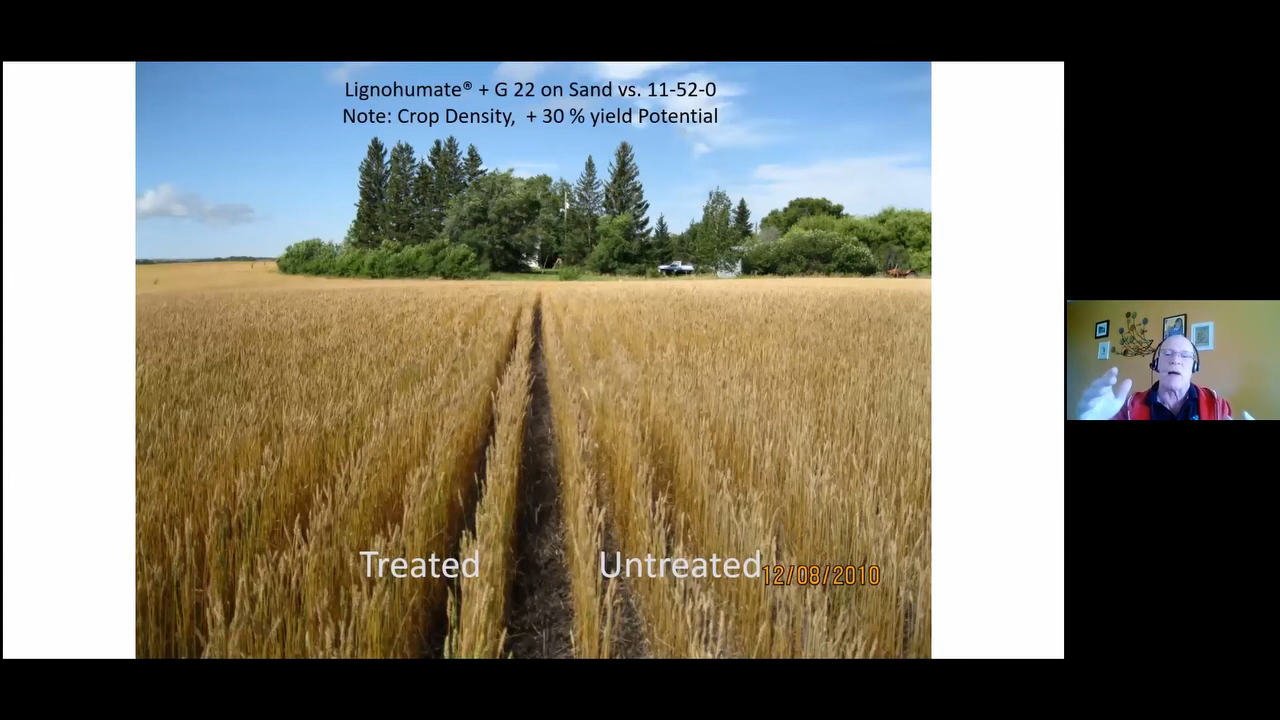 Lignohumate® + G 22 on Sand vs. 11-52-0
Note: Crop Density,  + 30 % yield Potential
Treated
Untreated
12/08/2010